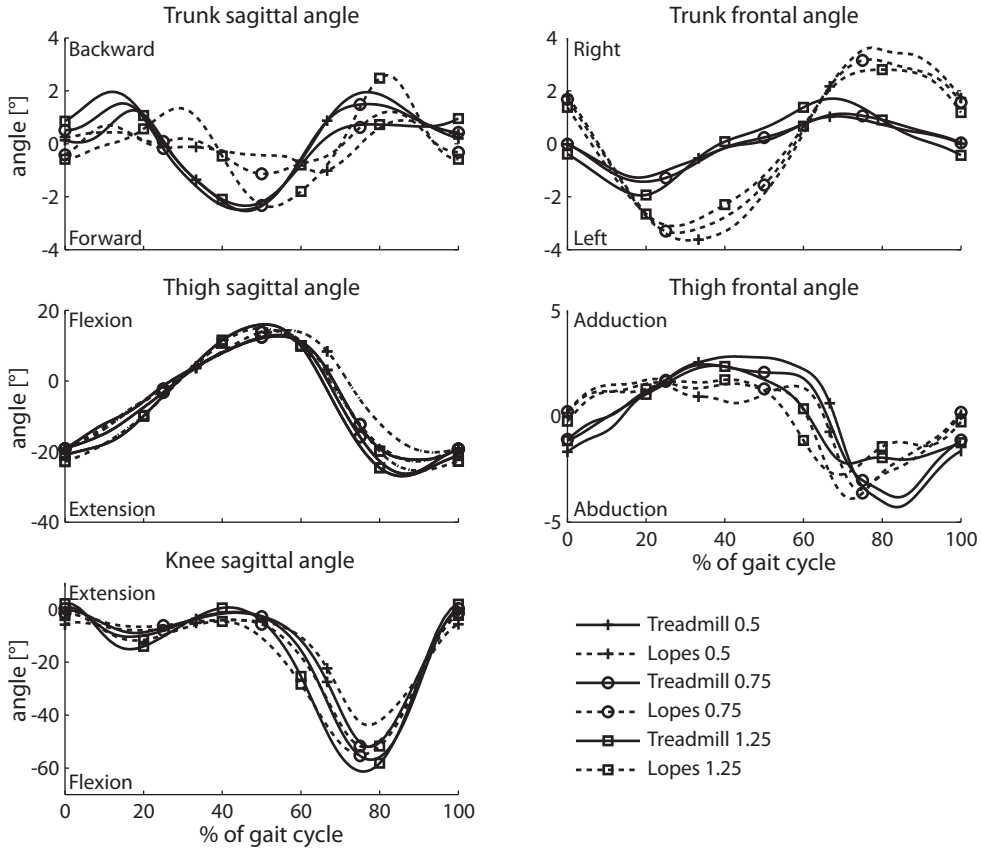 Trunk sagittal angle
4
2
0
-2
-4
angle [°]
Backward
Forward
Trunk frontal angle
4
2
0
-2
-4
Right
Left
Thigh sagittal angle
20
0
-20
-40
angle [°]
Flexion
Extension
Thigh frontal angle
5
0
-5
Adduction
Abduction
0 20 40 60 80 100
% of gait cycle
Knee sagittal angle
0
-20
-40
-60
angle [°]
Extension
Flexion
0 20 40 60 80 100
% of gait cycle
Treadmill 0.5
Lopes 0.5
Treadmill 0.75
Lopes 0.75
Treadmill 1.25
Lopes 1.25